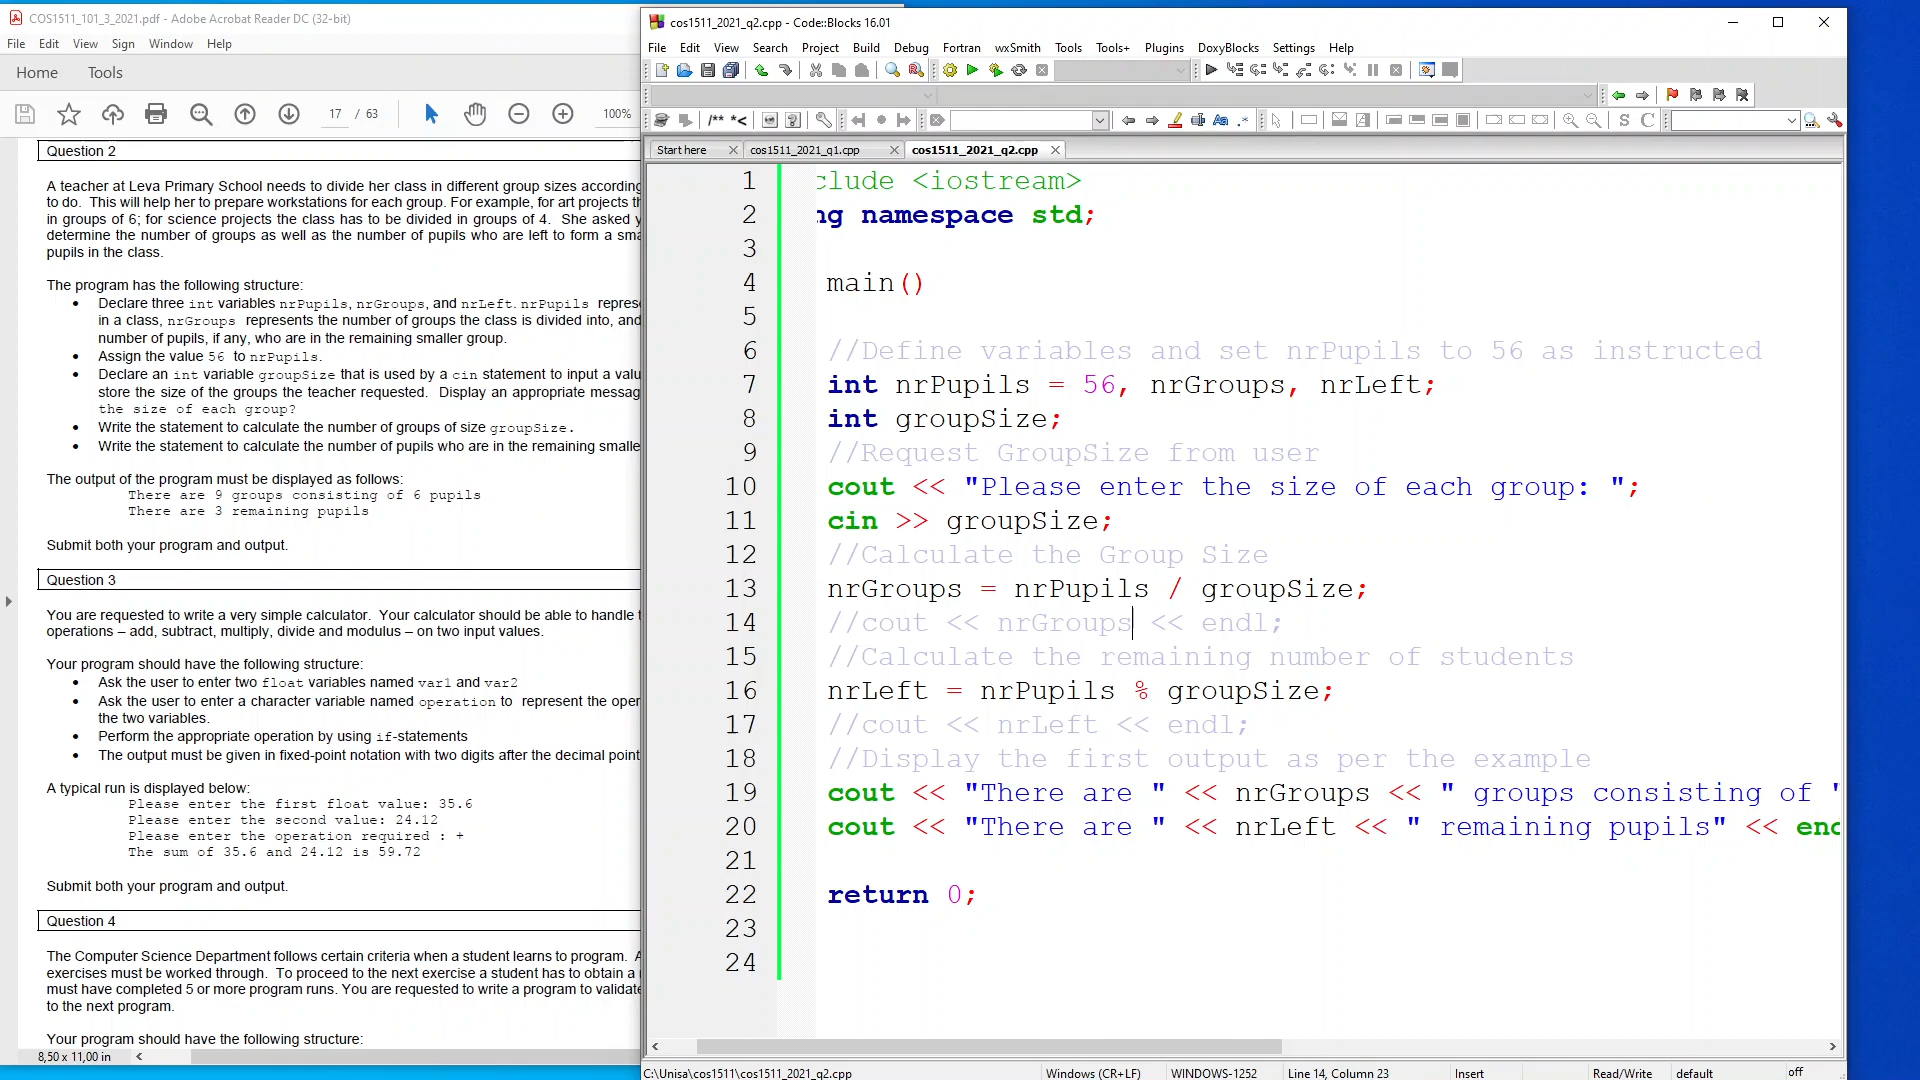 COS1511_101_3_2021.pdf - Adobe Acrobat Reader DC (32-bit)
File Edit View Sign Window Help
Home Tools
17 / 63 100%
Question 2
A teacher at Leva Primary School needs to divide her class in different group sizes according
to do. This will help her to prepare workstations for each group. For example, for art projects
in groups of 6; for science projects the class has to be divided in groups of 4. She asked
determine the number of groups as well as the number of pupils who are left to form a
pupils in the class.
The program has the following structure:
• Declare three int variables nrPupils, nrGroups, and nrLeft. nrPupils
in a class, nrGroups represents the number of groups the class is divided into, and
number of pupils, if any, who are in the remaining smaller group.
• Assign the value 56 to nrPupils.
• Declare an int variable groupSize that is used by a cin statement to input a
store the size of the groups the teacher requested. Display an appropriate
the size of each group?
• Write the statement to calculate the number of groups of size groupSize.
• Write the statement to calculate the number of pupils who are in the remaining
The output of the program must be displayed as follows:
There are 9 groups consisting of 6 pupils
There are 3 remaining pupils
Submit both your program and output.
Question 3
You are requested to write a very simple calculator. Your calculator should be able to handle
operations – add, subtract, multiply, divide and modulus – on two input values.
Your program should have the following structure:
• Ask the user to enter two float variables named var1 and var2
• Ask the user to enter a character variable named operation to represent the
the two variables.
• Perform the appropriate operation by using if-statements
• The output must be given in fixed-point notation with two digits after the decimal point
A typical run is displayed below:
Please enter the first float value: 35.6
Please enter the second value: 24.12
Please enter the operation required : +
The sum of 35.6 and 24.12 is 59.72
Submit both your program and output.
Question 4
The Computer Science Department follows certain criteria when a student learns to program.
exercises must be worked through. To proceed to the next exercise a student has to obtain a
must have completed 5 or more program runs. You are requested to write a program to validate
to the next program.
Your program should have the following structure:
8,50 x 11,00 in
cos1511_2021_q2.cpp - Code::Blocks 16.01
File Edit View Search Project Build Debug Fortran wxSmith Tools Tools+ Plugins DoxyBlocks Settings Help
/** *<
Start here cos1511_2021_q1.cpp cos1511_2021_q2.cpp
1 clude <iostream>
2 ng namespace std;
3
4 main()
5
6 //Define variables and set nrPupils to 56 as instructed
7 int nrPupils = 56, nrGroups, nrLeft;
8 int groupSize;
9 //Request GroupSize from user
10 cout << "Please enter the size of each group: ";
11 cin >> groupSize;
12 //Calculate the Group Size
13 nrGroups = nrPupils / groupSize;
14 //cout << nrGroups << endl;
15 //Calculate the remaining number of students
16 nrLeft = nrPupils % groupSize;
17 //cout << nrLeft << endl;
18 //Display the first output as per the example
19 cout << "There are " << nrGroups << " groups consisting of "
20 cout << "There are " << nrLeft << " remaining pupils" << end
21
22 return 0;
23
24
C:\Unisa\cos1511\cos1511_2021_q2.cpp Windows (CR+LF) WINDOWS-1252 Line 14, Column 23 Insert Read/Write default off